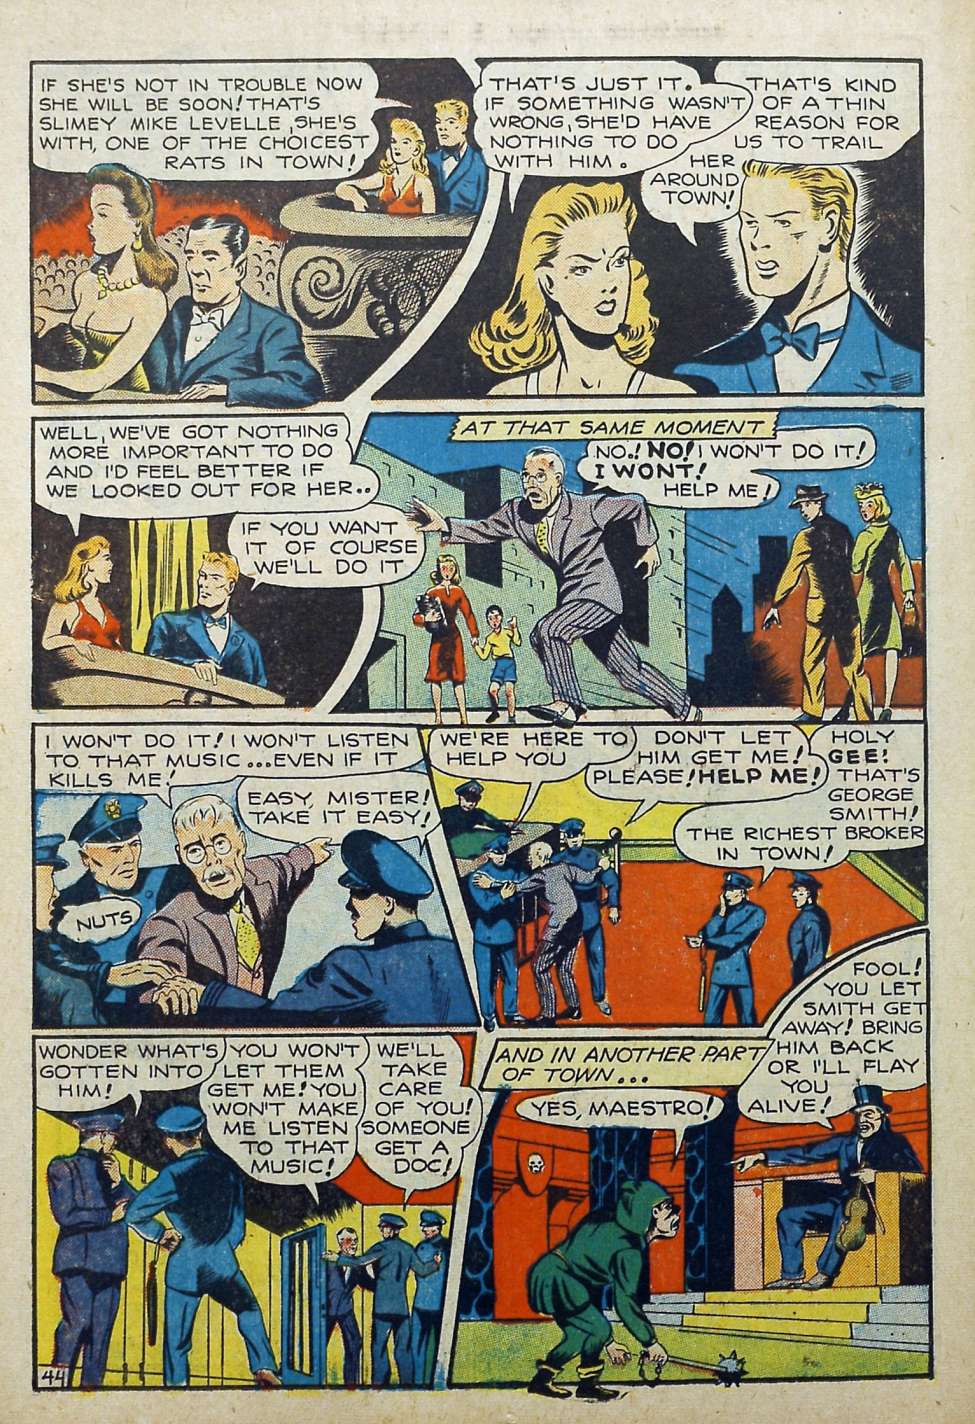 IF SHE'S NOT IN TROUBLE NOW
SHE WILL BE SOON! THAT'S
SLIMEY MIKE LEVELLE, SHE'S
WITH, ONE OF THE CHOICEST
RATS IN TOWN!
THAT'S JUST IT.
IF SOMETHING WASN'T
WRONG, SHE'D HAVE
NOTHING TO DO
WITH HIM.
THAT'S KIND
OF A THIN
REASON FOR
US TO TRAIL
HER
AROUND
TOWN!
WELL, WE'VE GOT NOTHING
MORE IMPORTANT TO DO
AND I'D FEEL BETTER IF
WE LOOKED OUT FOR HER..
IF YOU WANT
IT OF COURSE
WE'LL DO IT
AT THAT SAME MOMENT
NO.! NO! I WON'T DO IT!
I WONT!
HELP ME!
I WON'T DO IT! I WON'T LISTEN
TO THAT MUSIC...EVEN IF IT
KILLS ME!
EASY, MISTER!
TAKE IT EASY!
NUTS
WE'RE HERE TO
HELP YOU
DON'T LET
HIM GET ME!
PLEASE! HELP ME!
HOLY
GEE!
THAT'S
GEORGE
SMITH!
THE RICHEST BROKER
IN TOWN!
WONDER WHAT'S
GOTTEN INTO
HIM!
YOU WON'T
LET THEM
GET ME! YOU
WON'T MAKE
ME LISTEN
TO THAT
MUSIC!
WE'LL
TAKE
CARE
OF YOU!
SOMEONE
GET A
DOC!
AND IN ANOTHER PART
OF TOWN...
YES, MAESTRO!
FOOL!
YOU LET
SMITH GET
AWAY! BRING
HIM BACK
OR I'LL FLAY
YOU
ALIVE!
44